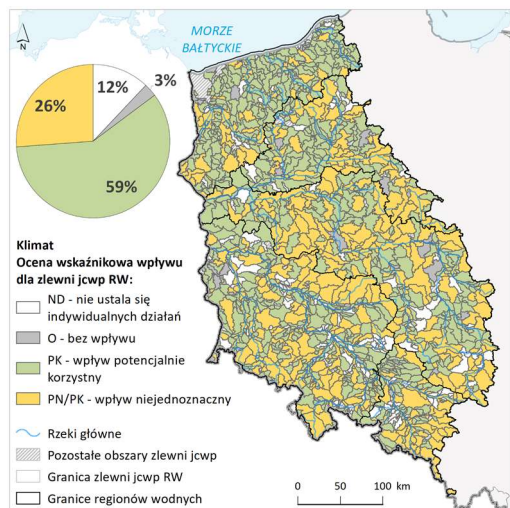 MORZE
BAŁTYCKIE
N
12%
3%
26%
59%
Klimat
Ocena wskaźnikowa wpływu
dla zlewni jcwp RW:
ND - nie ustala się
indywidualnych działań
O - bez wpływu
PK - wpływ potencjalnie
korzystny
PN/PK - wpływ niejednoznaczny
Rzeki główne
Pozostałe obszary zlewni jcwp
Granica zlewni jcwp RW
Granice regionów wodnych
0 50 100 km